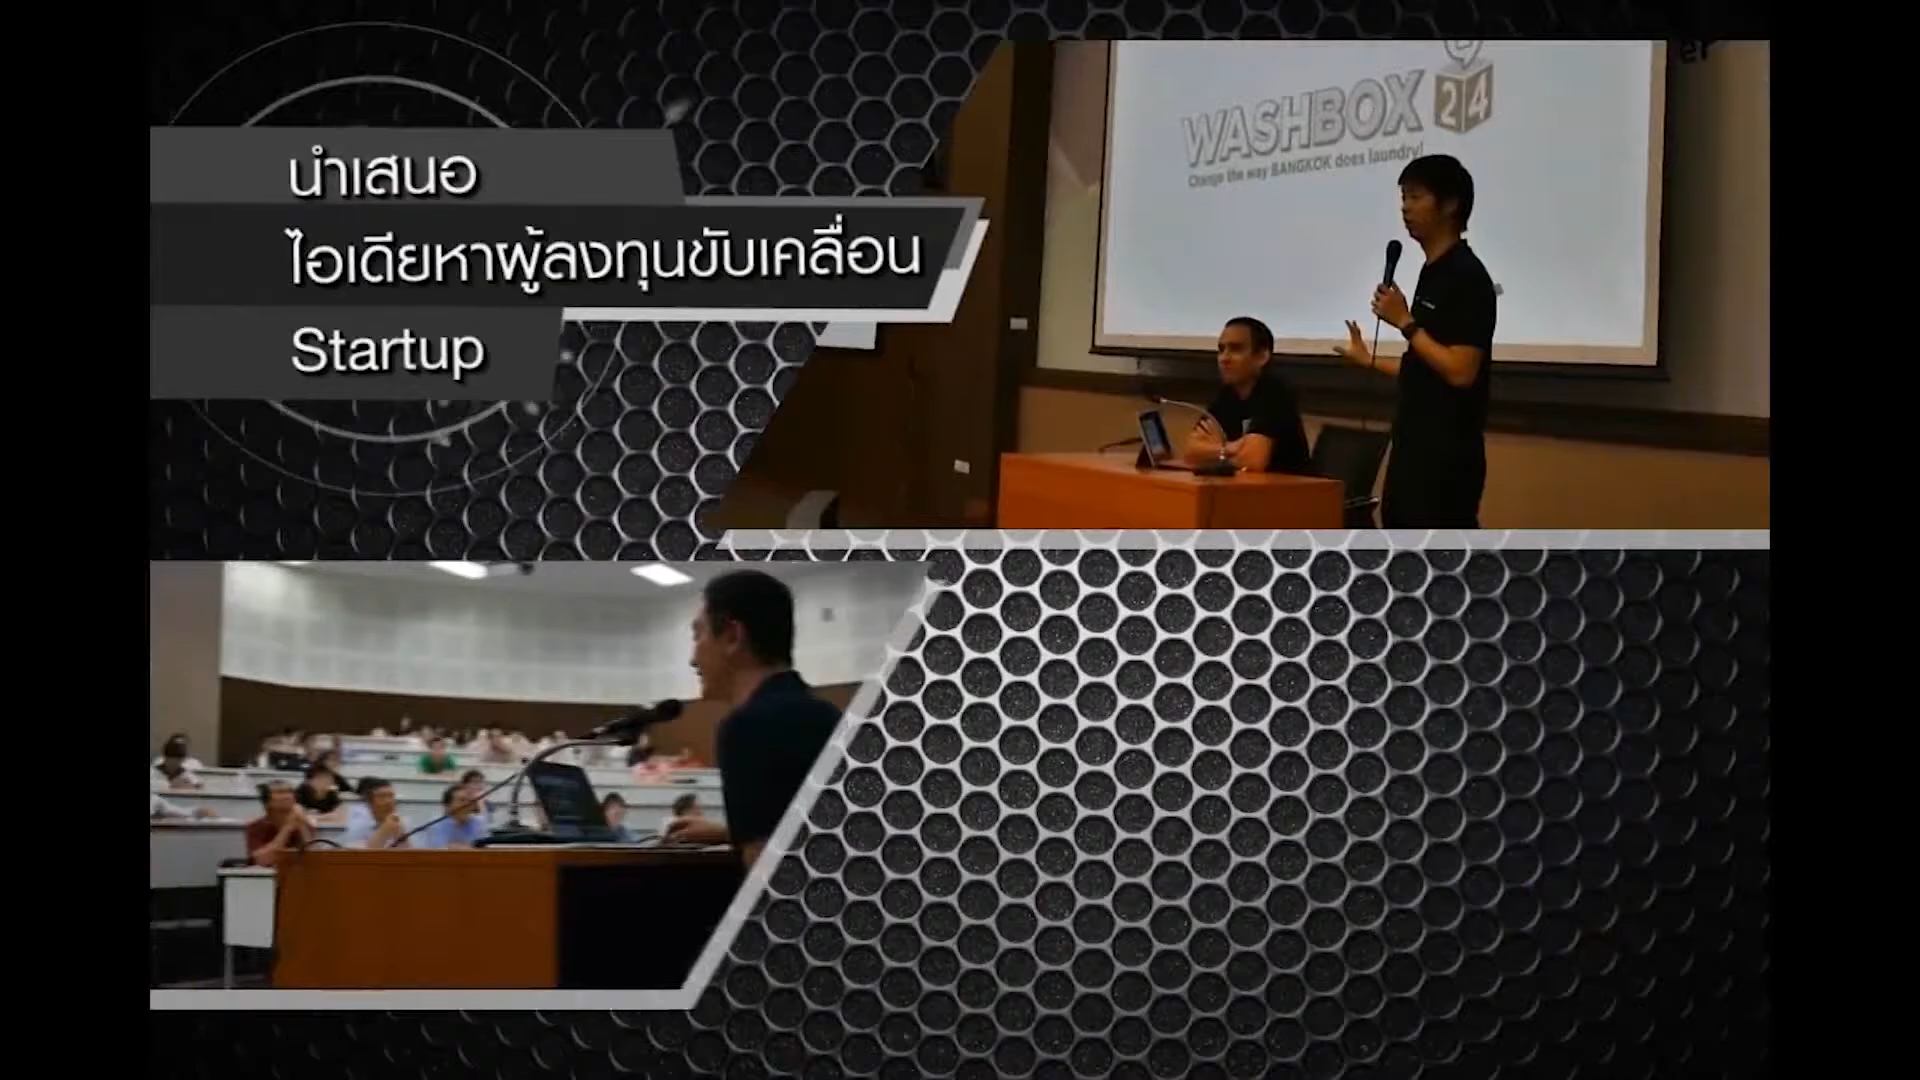 นำเสนอ
ไอเดียหาผู้ลงทุนขับเคลื่อน
Startup
WASHBOX
24
Change the way BANGKOK does laundry!